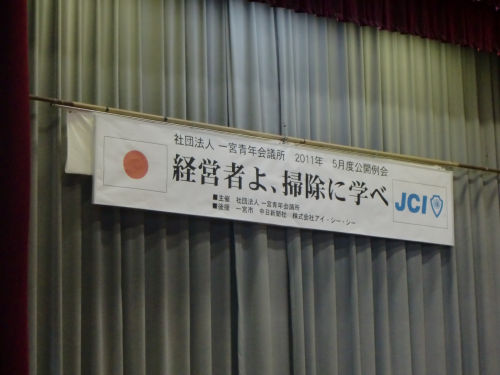 社団法人 一宮青年会議所 2011年 5月度公開例会
経営者よ、掃除に学べ
JCI
■主催 社団法人 一宮青年会議所
■後援 一宮市 中日新聞社 株式会社アイ・シー・シー